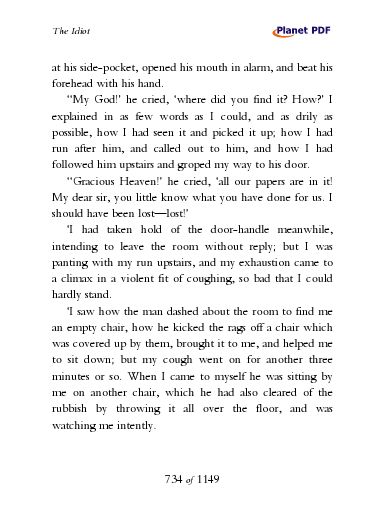 The Idiot
Planet PDF
at his side-pocket, opened his mouth in alarm, and beat his
forehead with his hand.
‘‘My God!’ he cried, ‘where did you find it? How?’ I
explained in as few words as I could, and as drily as
possible, how I had seen it and picked it up; how I had
run after him, and called out to him, and how I had
followed him upstairs and groped my way to his door.
‘‘Gracious Heaven!’ he cried, ‘all our papers are in it!
My dear sir, you little know what you have done for us. I
should have been lost—lost!’
‘I had taken hold of the door-handle meanwhile,
intending to leave the room without reply; but I was
panting with my run upstairs, and my exhaustion came to
a climax in a violent fit of coughing, so bad that I could
hardly stand.
‘I saw how the man dashed about the room to find me
an empty chair, how he kicked the rags off a chair which
was covered up by them, brought it to me, and helped me
to sit down; but my cough went on for another three
minutes or so. When I came to myself he was sitting by
me on another chair, which he had also cleared of the
rubbish by throwing it all over the floor, and was
watching me intently.
734 of 1149